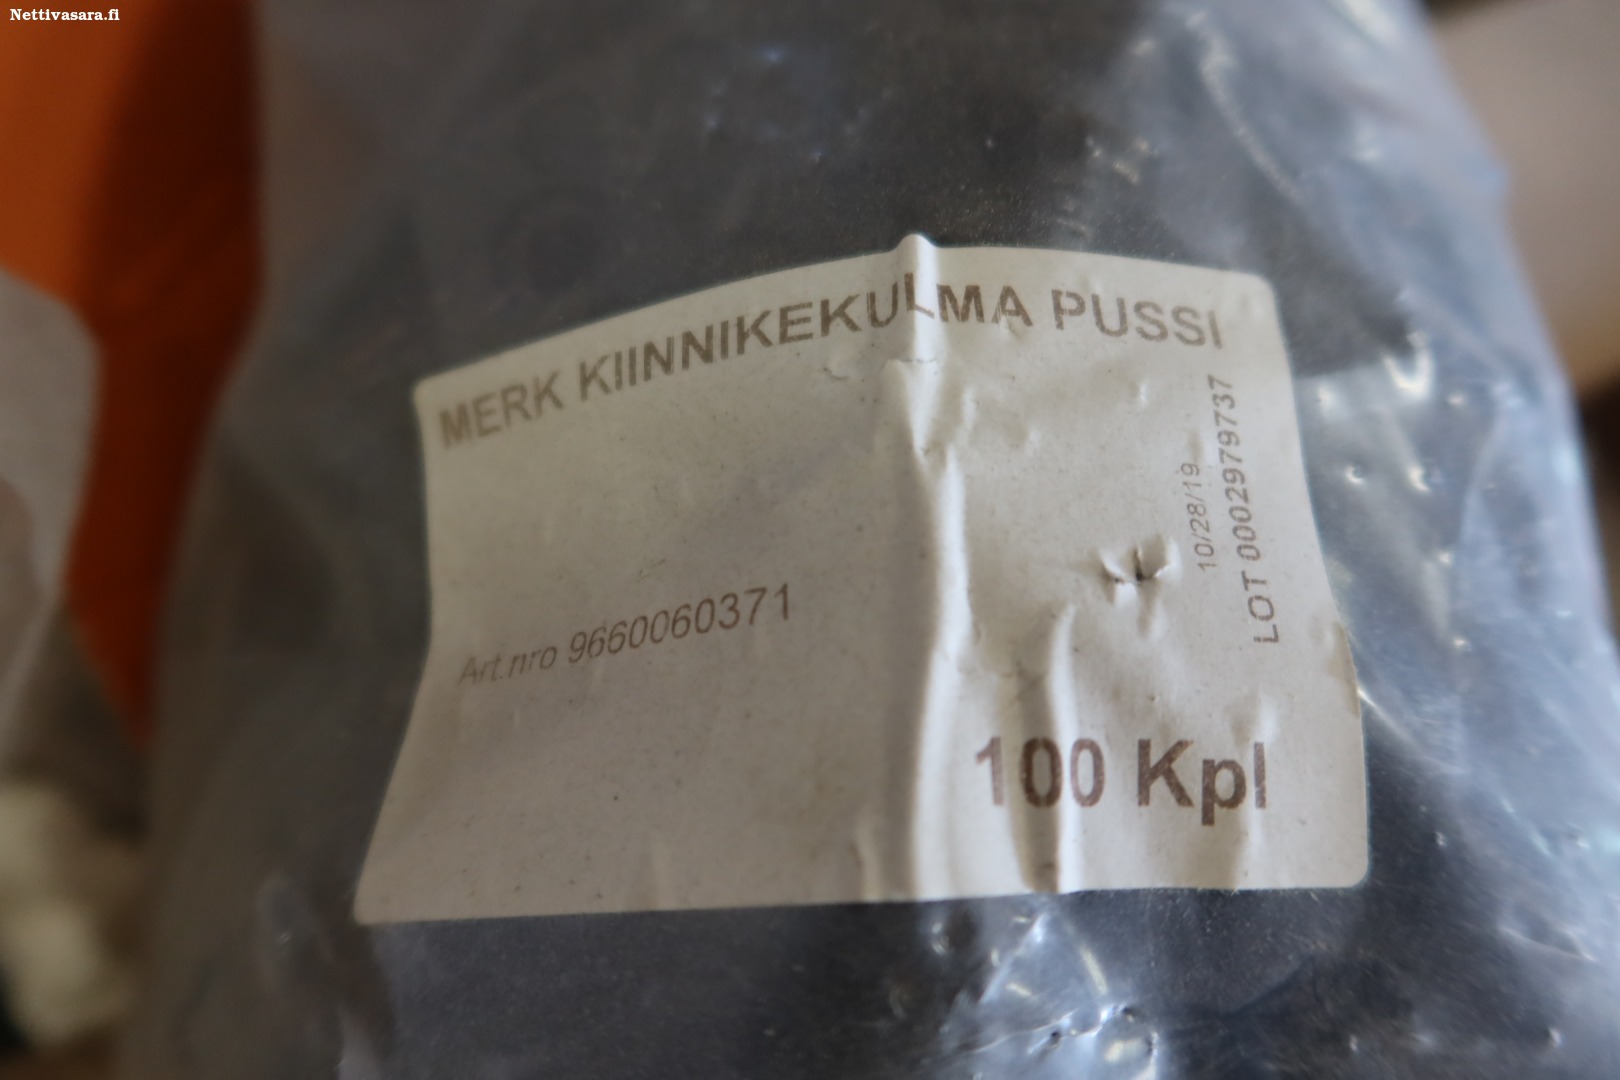 Nettivasara.fi
MERK KIINNIKEKULMA PUSSI
10/28/19
LOT 0002979737
Art.nro 9660060371
100 Kpl